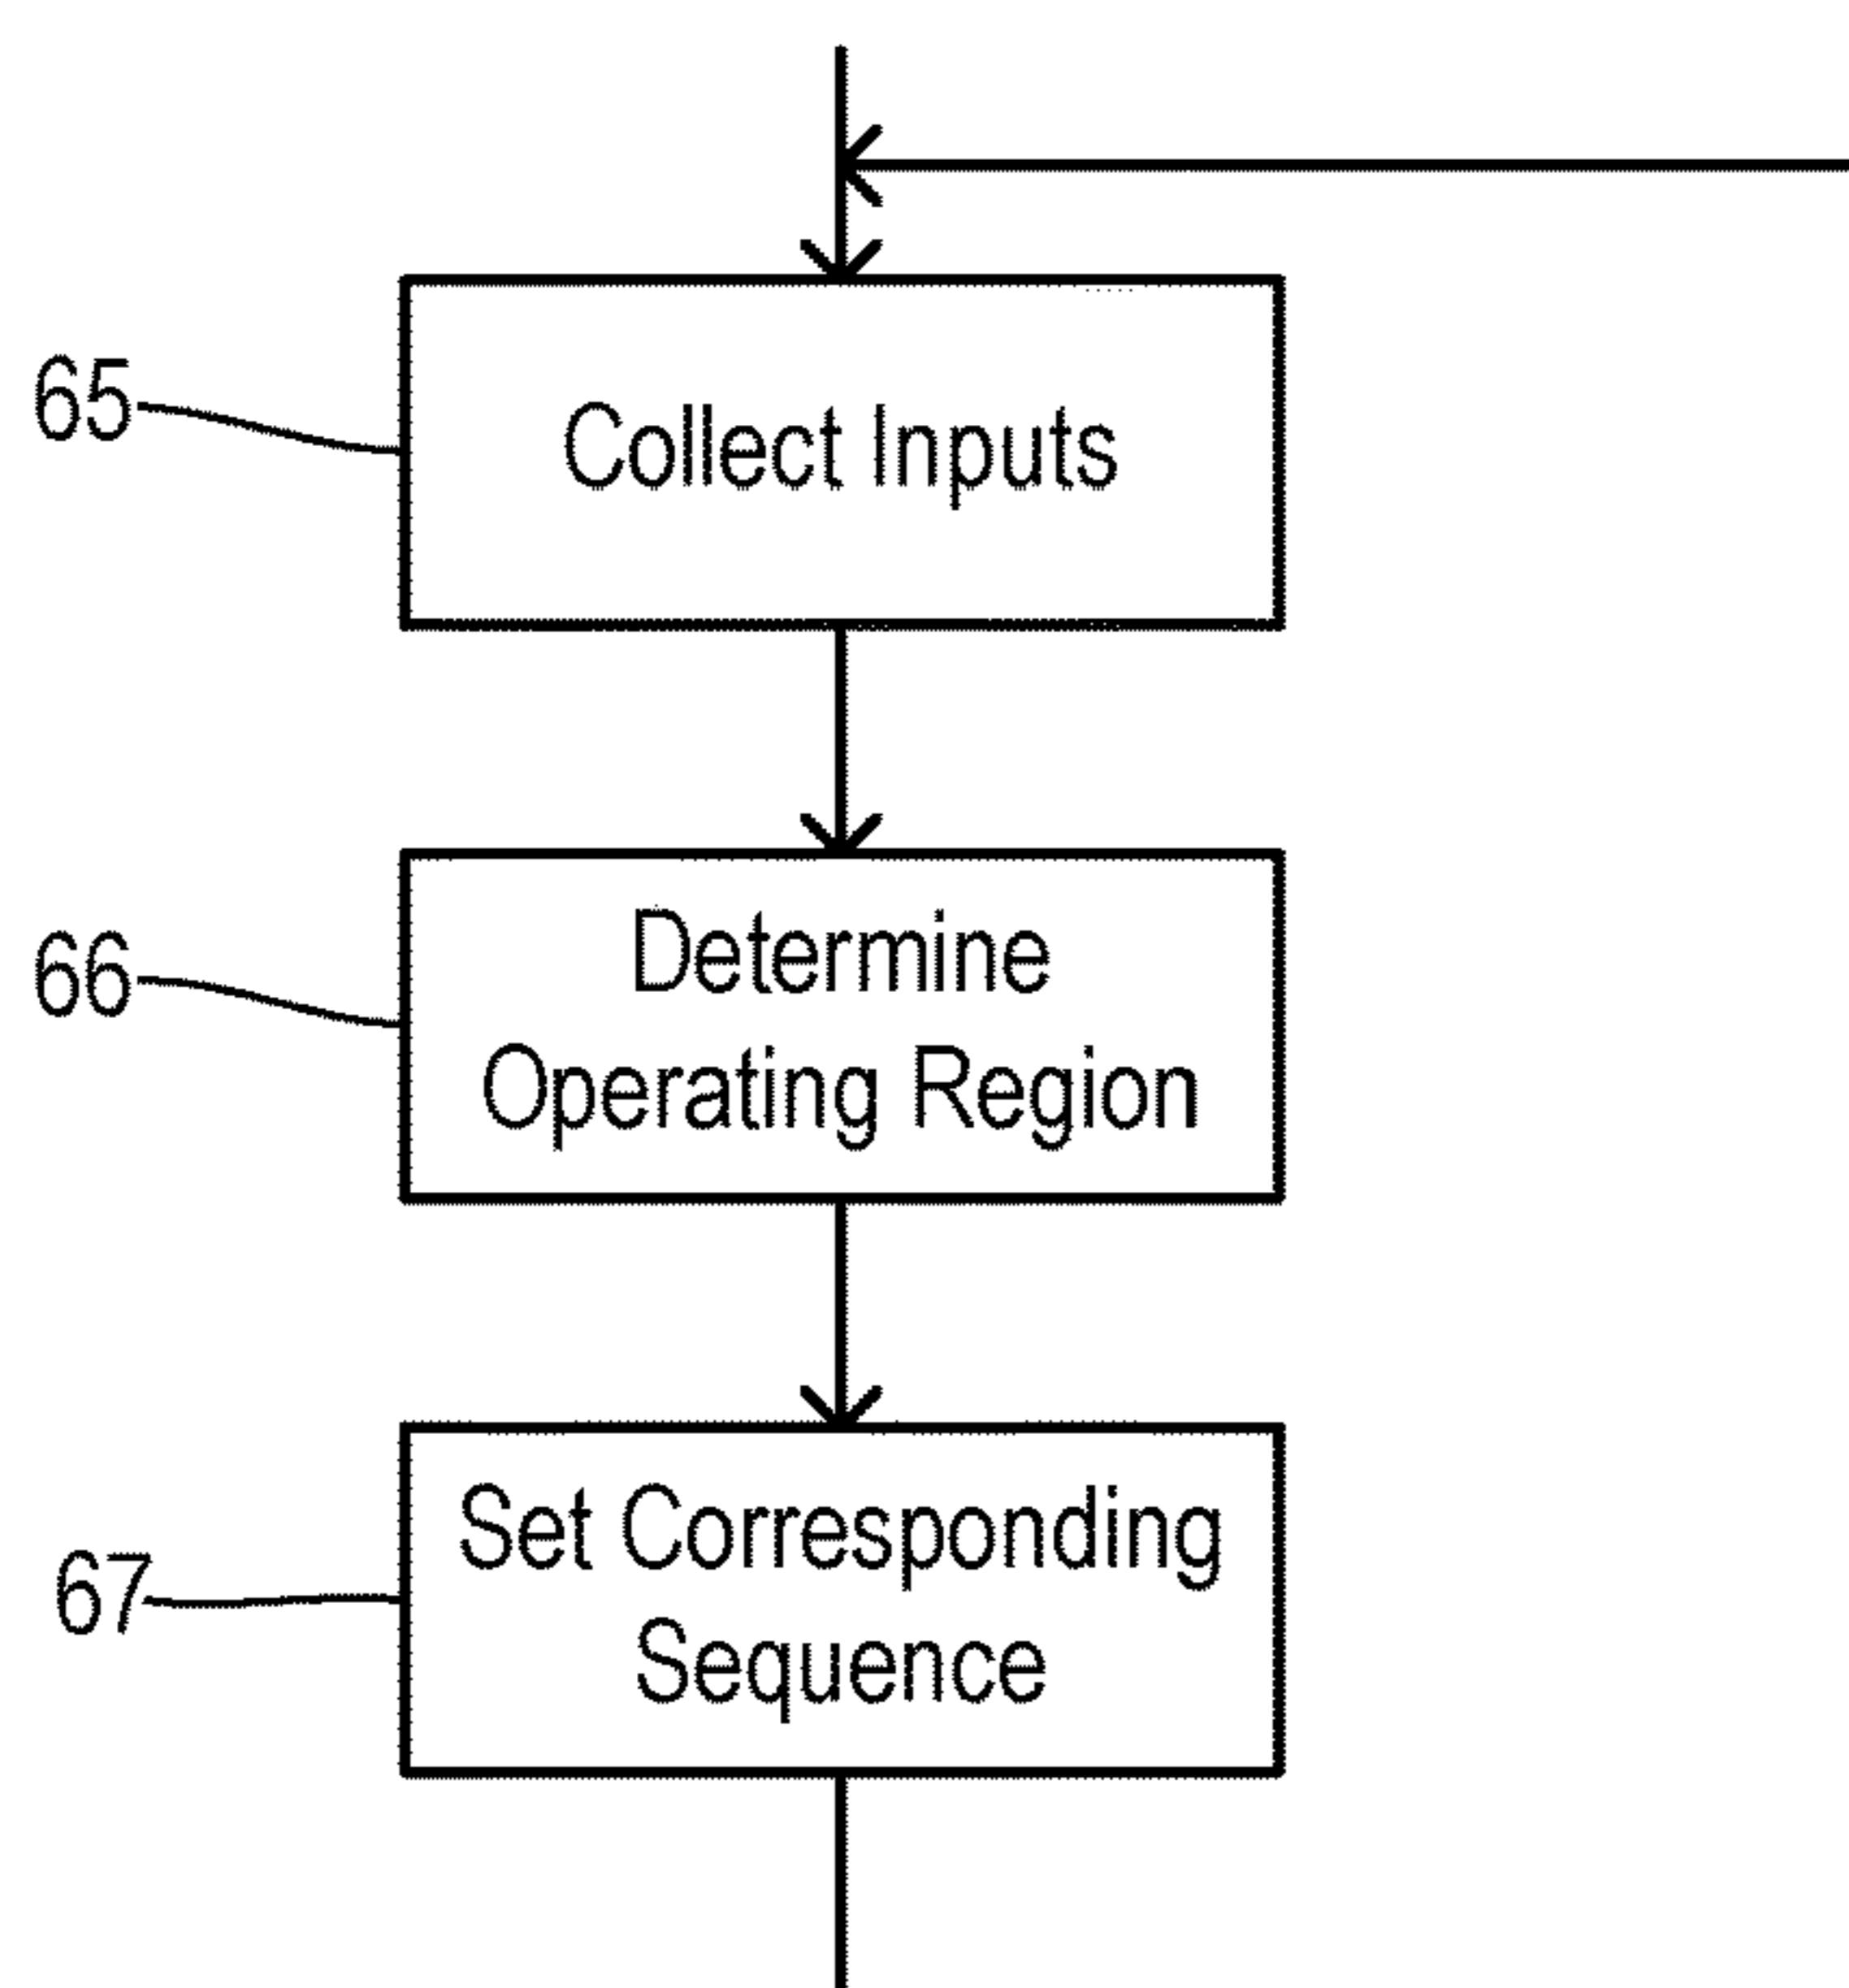 65
Collect Inputs
66
Determine
Operating Region
67
Set Corresponding
Sequence